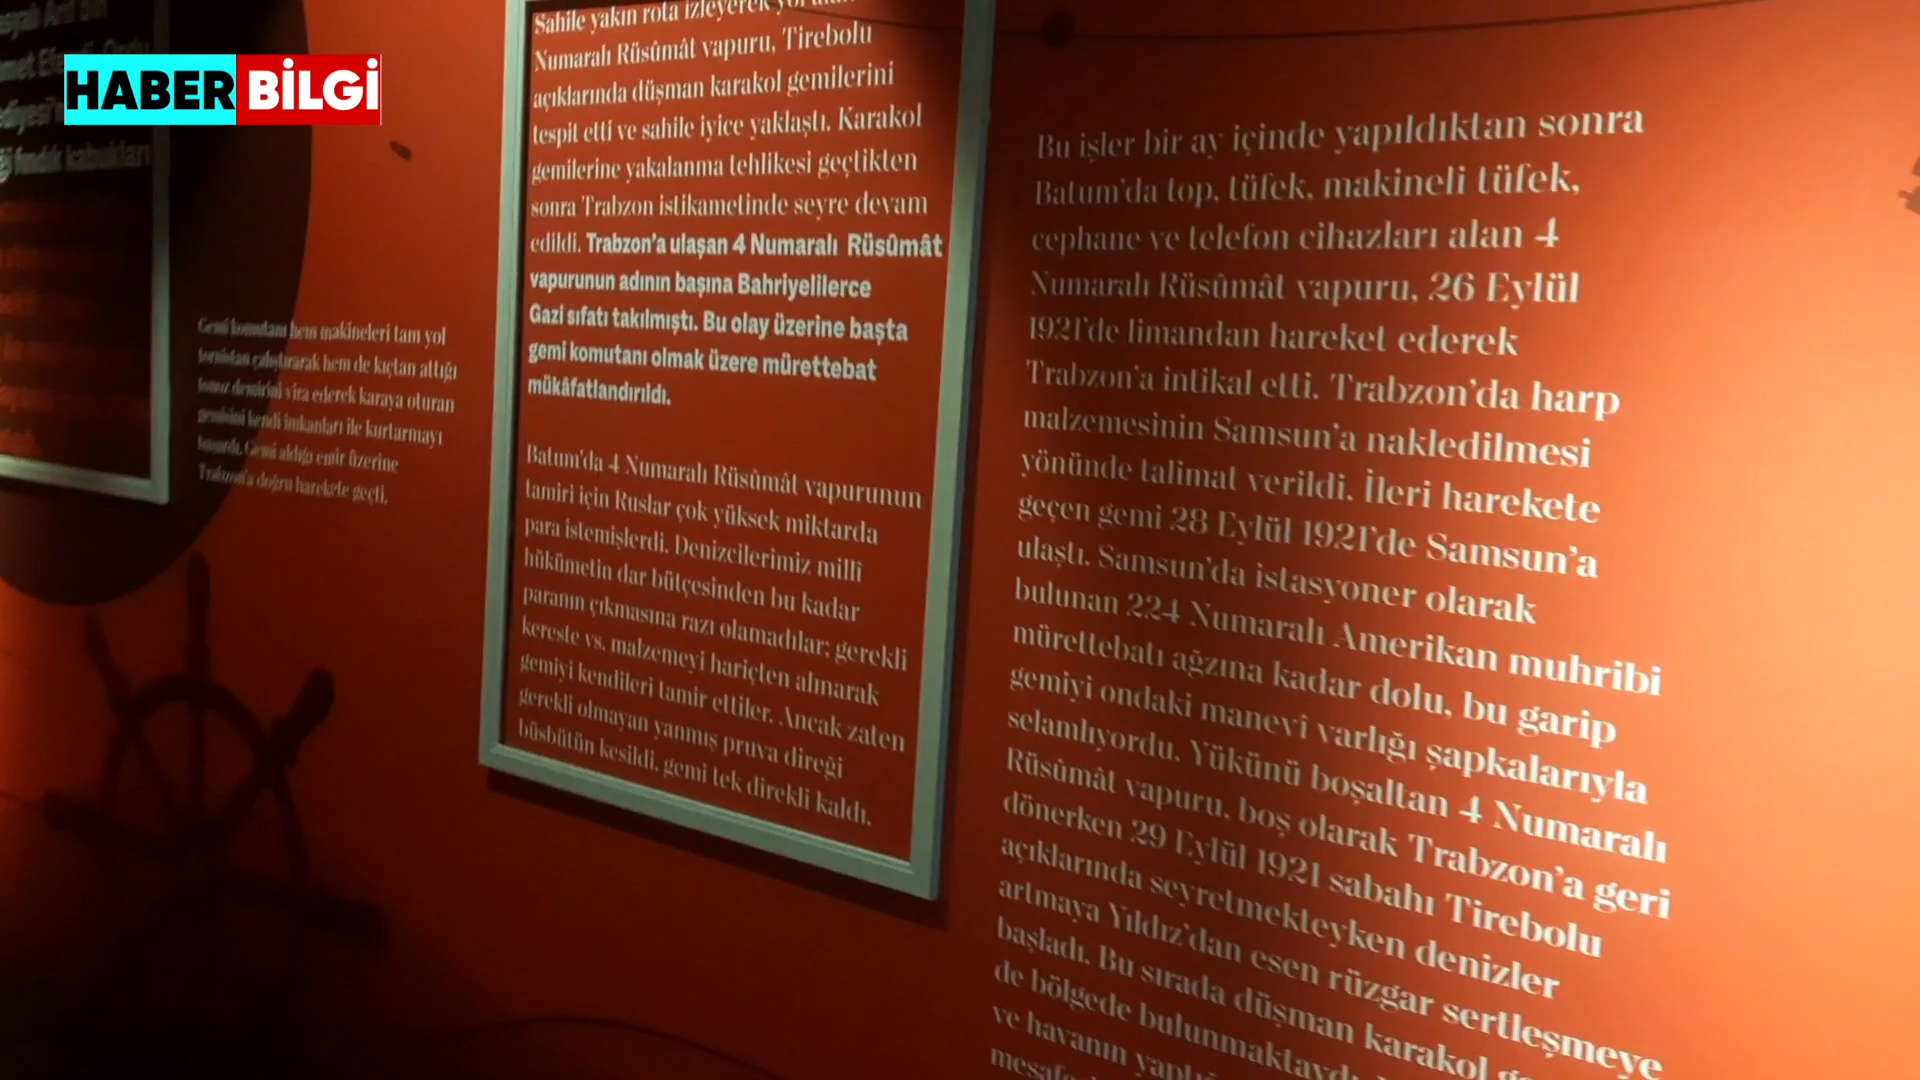 HABER BİLGİ
fındık kabukları
Gemi komutanı hem makineleri tam yol
tornistan çalıştırarak hem de kıçtan attığı
tonoz demirini vira ederek karaya oturan
gemisini kendi imkanları ile kurtarmayı
başardı. Gemi aldığı emir üzerine
Trabzon'a doğru harekete geçti.
Sahile yakın rota izleyerek
Numaralı Rüsûmât vapuru, Tirebolu
açıklarında düşman karakol gemilerini
tespit etti ve sahile iyice yaklaştı. Karakol
gemilerine yakalanma tehlikesi geçtikten
sonra Trabzon istikametinde seyre devam
edildi. Trabzon'a ulaşan 4 Numaralı Rüsûmât
vapurunun adının başına Bahriyelilerce
Gazi sıfatı takılmıştı. Bu olay üzerine başta
gemi komutanı olmak üzere mürettebat
mükâfatlandırıldı.
Batum'da 4 Numaralı Rüsûmât vapurunun
tamiri için Ruslar çok yüksek miktarda
para istemişlerdi. Denizcilerimiz millî
hükümetin dar bütçesinden bu kadar
paranın çıkmasına razı olamadılar; gerekli
kereste vs. malzemeyi hariçten alınarak
gemiyi kendileri tamir ettiler. Ancak zaten
gerekli olmayan yanmış pruva direği
büsbütün kesildi, gemi tek direkli kaldı.
Bu işler bir ay içinde yapıldıktan sonra
Batum'da top, tüfek, makineli tüfek,
cephane ve telefon cihazları alan 4
Numaralı Rüsûmât vapuru, 26 Eylül
1921'de limandan hareket ederek
Trabzon'a intikal etti. Trabzon'da harp
malzemesinin Samsun'a nakledilmesi
yönünde talimat verildi. İleri harekete
geçen gemi 28 Eylül 1921'de Samsun'a
ulaştı. Samsun'da istasyoner olarak
bulunan 224 Numaralı Amerikan muhribi
mürettebatı ağzına kadar dolu, bu garip
gemiyi ondaki manevî varlığı şapkalarıyla
selamlıyordu. Yükünü boşaltan 4 Numaralı
Rüsûmât vapuru, boş olarak Trabzon'a geri
dönerken 29 Eylül 1921 sabahı Tirebolu
açıklarında seyretmekteyken denizler
artmaya Yıldız'dan esen rüzgar sertleşmeye
başladı. Bu sırada düşman karakol
de bölgede bulunmaktaydı.
ve havanın